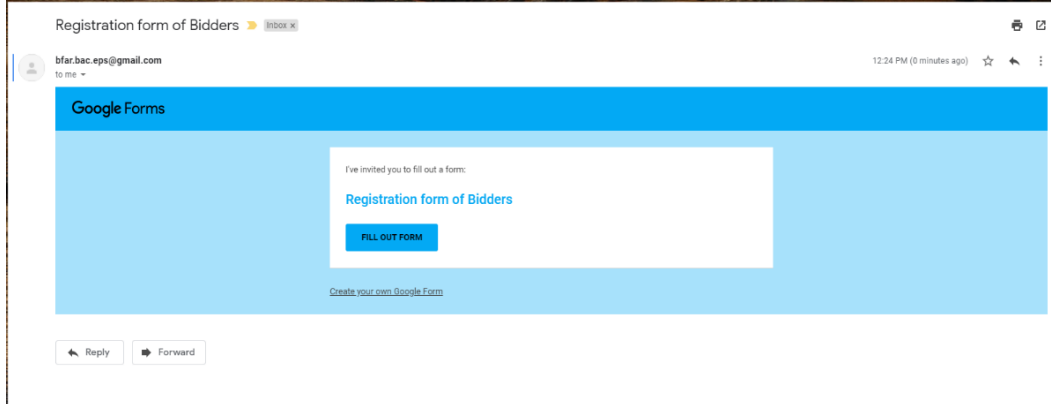 Registration form of Bidders Inbox x
bfar.bac.eps@gmail.com 12:24 PM (0 minutes ago)
to me
Google Forms
I've invited you to fill out a form:
Registration form of Bidders
FILL OUT FORM
Create your own Google Form
Reply Forward